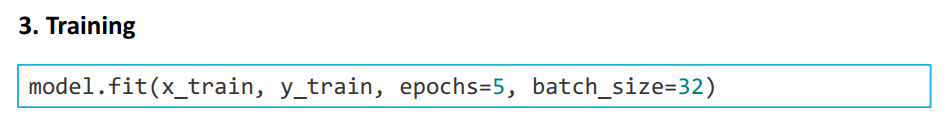 3. Training
model.fit(x_train, y_train, epochs=5, batch_size=32)